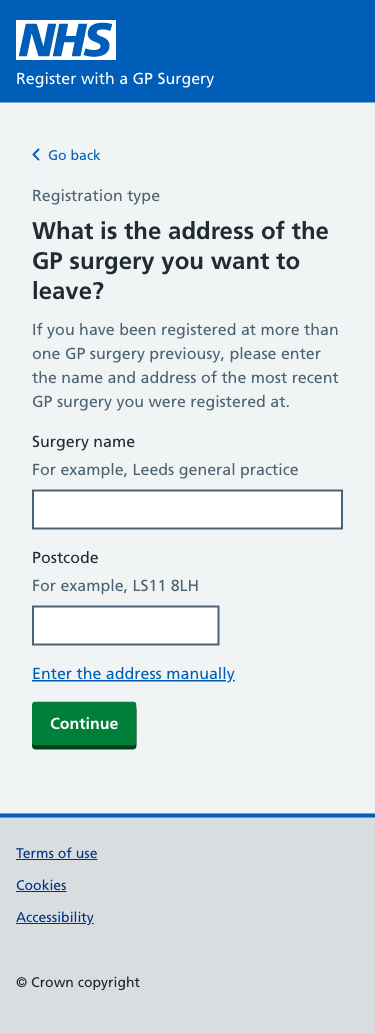 NHS
Register with a GP Surgery
Go back
Registration type
What is the address of the
GP surgery you want to
leave?
If you have been registered at more than
one GP surgery previousy, please enter
the name and address of the most recent
GP surgery you were registered at.
Surgery name
For example, Leeds general practice
Postcode
For example, LS11 8LH
Enter the address manually
Continue
Terms of use
Cookies
Accessibility
© Crown copyright